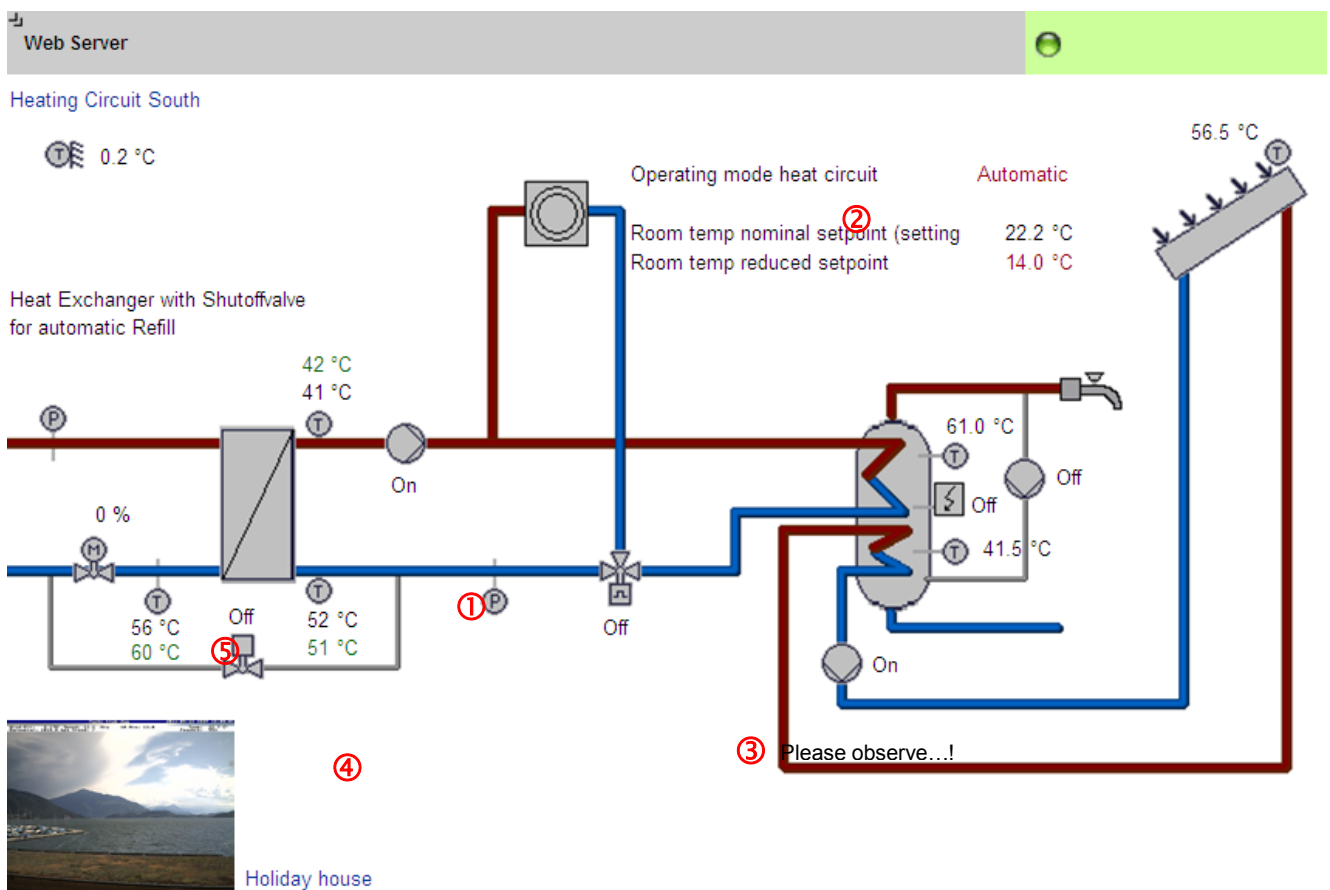 Web Server
Heating Circuit South
T 0.2 °C
56.5 °C
T
Operating mode heat circuit Automatic
②
Room temp nominal setpoint (setting 22.2 °C
Room temp reduced setpoint 14.0 °C
Heat Exchanger with Shutoffvalve
for automatic Refill
42 °C
41 °C
P
T
On
61.0 °C
T
Off
Off
0 %
M
T
41.5 °C
T
T
①
P
Off
56 °C
60 °C
Off
52 °C
51 °C
⑤
On
③ Please observe...!
④
Holiday house